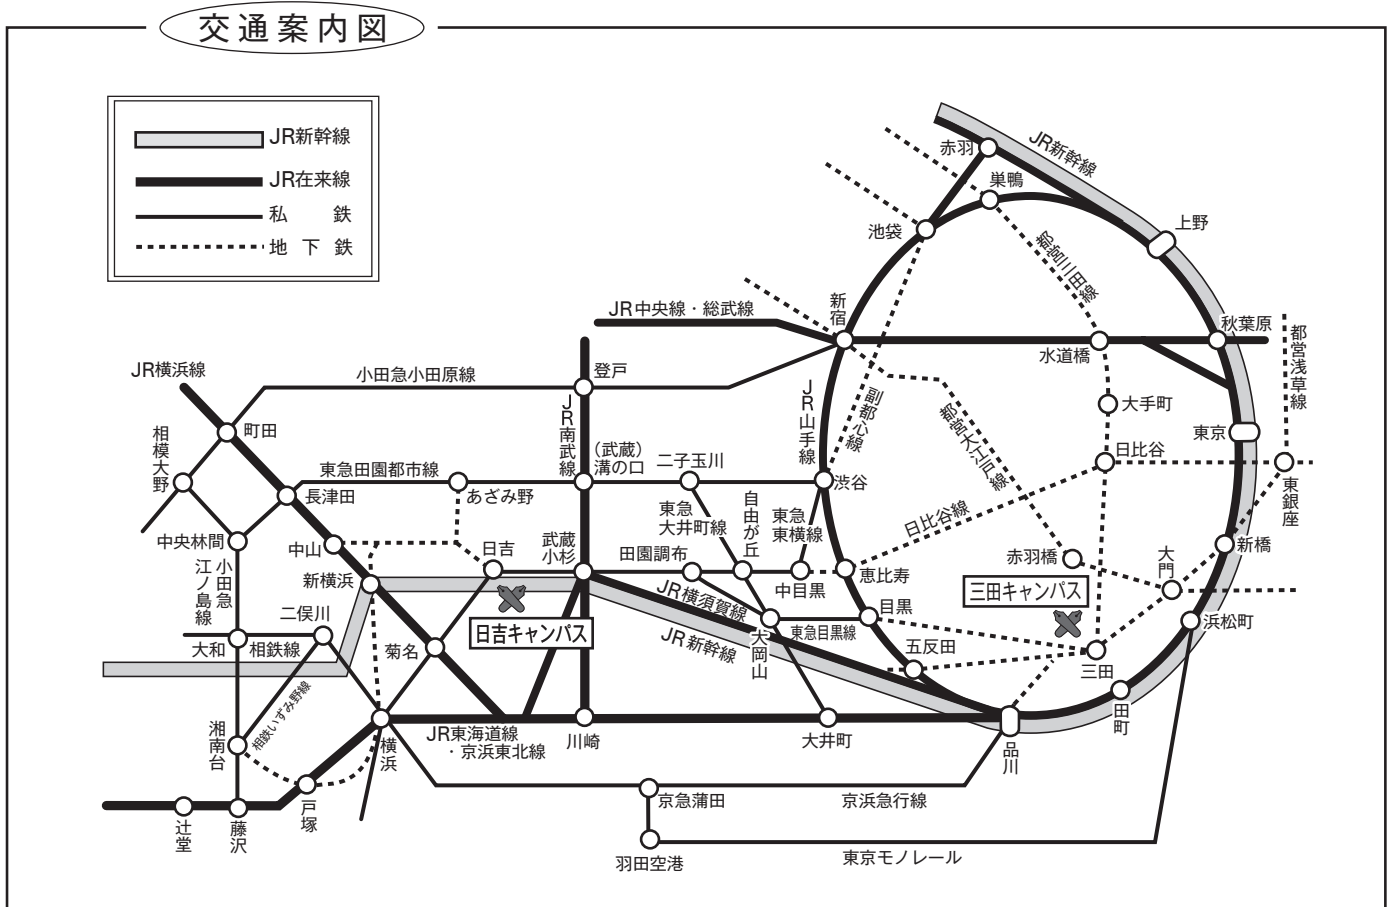 交通案内図
JR新幹線
JR在来線
私鉄
地下鉄
JR新幹線
赤羽
巣鴨
池袋
上野
都営三田線
新宿
JR中央線・総武線
秋葉原
水道橋
都営浅草線
JR横浜線
小田急小田原線
登戸
JR南武線
JR山手線
副都心線
都営大江戸線
大手町
東京
日比谷
東銀座
町田
相模大野
東急田園都市線
長津田
あざみ野
(武蔵)
溝の口
二子玉川
渋谷
東急
大井町線
自由が丘
東急
東横線
日比谷線
中央林間
中山
日吉
武蔵
小杉
田園調布
中目黒
恵比寿
赤羽橋
大門
新橋
小田急
江ノ島線
新横浜
二俣川
JR横須賀線
目黒
三田キャンパス
浜松町
日吉キャンパス
JR新幹線
大岡山
東急目黒線
五反田
三田
大和
相鉄線
菊名
相鉄いずみ野線
湘南台
横浜
JR東海道線
・京浜東北線
川崎
大井町
品川
田町
辻堂
藤沢
戸塚
京急蒲田
京浜急行線
羽田空港
東京モノレール